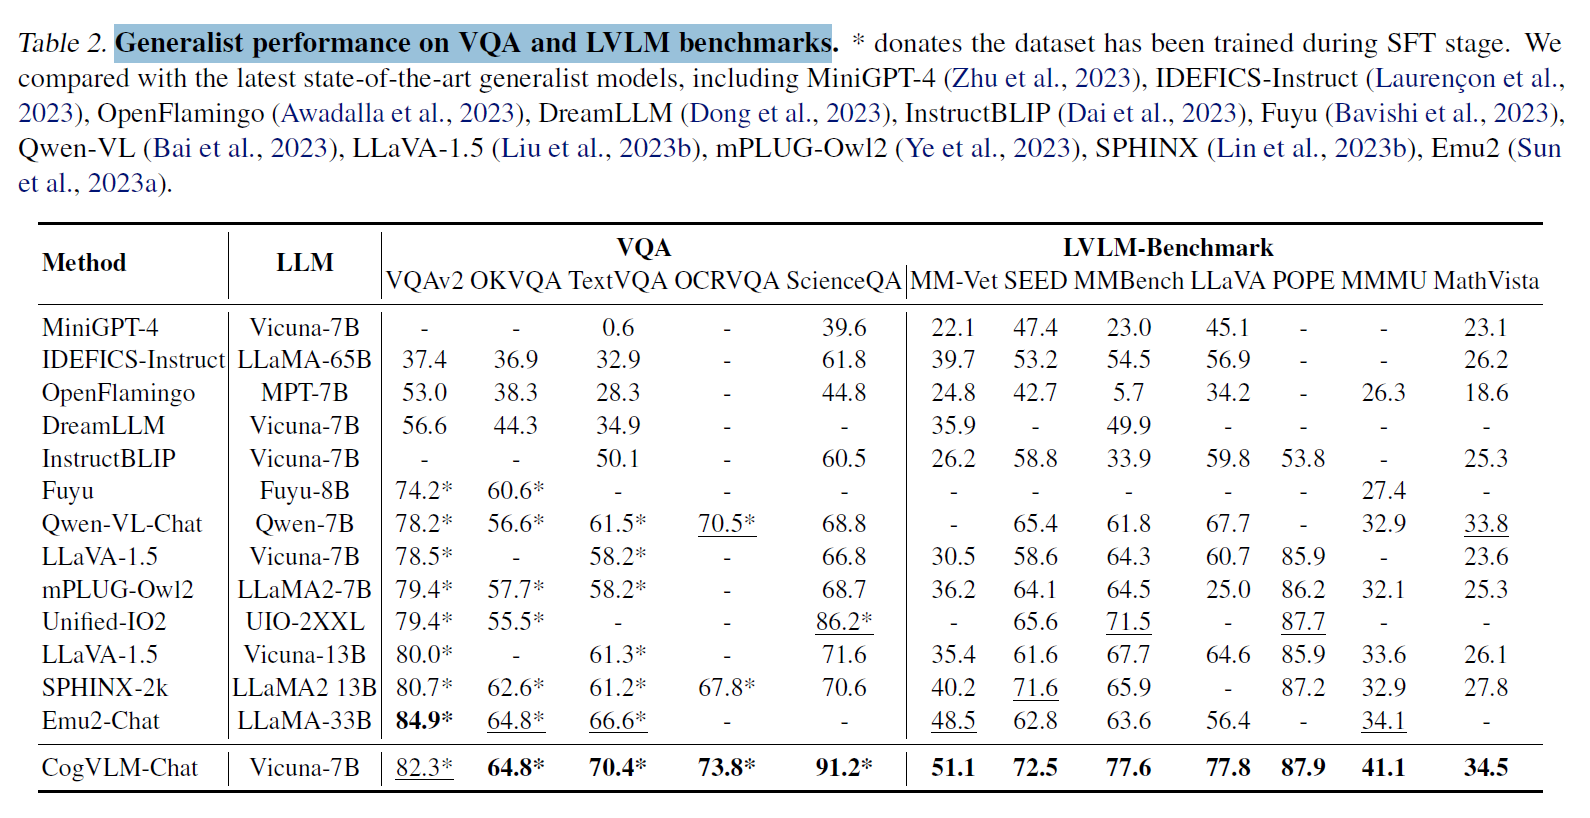 Table 2. Generalist performance on VQA and LVLM benchmarks. * donates the dataset has been trained during SFT stage. We
compared with the latest state-of-the-art generalist models, including MiniGPT-4 (Zhu et al., 2023), IDEFICS-Instruct (Laurençon et al.,
2023), OpenFlamingo (Awadalla et al., 2023), DreamLLM (Dong et al., 2023), InstructBLIP (Dai et al., 2023), Fuyu (Bavishi et al., 2023),
Qwen-VL (Bai et al., 2023), LLaVA-1.5 (Liu et al., 2023b), mPLUG-Owl2 (Ye et al., 2023), SPHINX (Lin et al., 2023b), Emu2 (Sun
et al., 2023a).
Method LLM VQA LVLM-Benchmark
VQAv2 OKVQA TextVQA OCRVQA ScienceQA MM-Vet SEED MMBench LLaVA POPE MMMU MathVista
MiniGPT-4 Vicuna-7B - - 0.6 - 39.6 22.1 47.4 23.0 45.1 - - 23.1
IDEFICS-Instruct LLaMA-65B 37.4 36.9 32.9 - 61.8 39.7 53.2 54.5 56.9 - - 26.2
OpenFlamingo MPT-7B 53.0 38.3 28.3 - 44.8 24.8 42.7 5.7 34.2 - 26.3 18.6
DreamLLM Vicuna-7B 56.6 44.3 34.9 - - 35.9 - 49.9 - - - -
InstructBLIP Vicuna-7B - - 50.1 - 60.5 26.2 58.8 33.9 59.8 53.8 - 25.3
Fuyu Fuyu-8B 74.2* 60.6* - - - - - - - - 27.4 -
Qwen-VL-Chat Qwen-7B 78.2* 56.6* 61.5* 70.5* 68.8 - 65.4 61.8 67.7 - 32.9 33.8
LLaVA-1.5 Vicuna-7B 78.5* - 58.2* - 66.8 30.5 58.6 64.3 60.7 85.9 - 23.6
mPLUG-Owl2 LLaMA2-7B 79.4* 57.7* 58.2* - 68.7 36.2 64.1 64.5 25.0 86.2 32.1 25.3
Unified-IO2 UIO-2XXL 79.4* 55.5* - - 86.2* - 65.6 71.5 - 87.7 - -
LLaVA-1.5 Vicuna-13B 80.0* - 61.3* - 71.6 35.4 61.6 67.7 64.6 85.9 33.6 26.1
SPHINX-2k LLaMA2 13B 80.7* 62.6* 61.2* 67.8* 70.6 40.2 71.6 65.9 - 87.2 32.9 27.8
Emu2-Chat LLaMA-33B 84.9* 64.8* 66.6* - - 48.5 62.8 63.6 56.4 - 34.1 -
CogVLM-Chat Vicuna-7B 82.3* 64.8* 70.4* 73.8* 91.2* 51.1 72.5 77.6 77.8 87.9 41.1 34.5